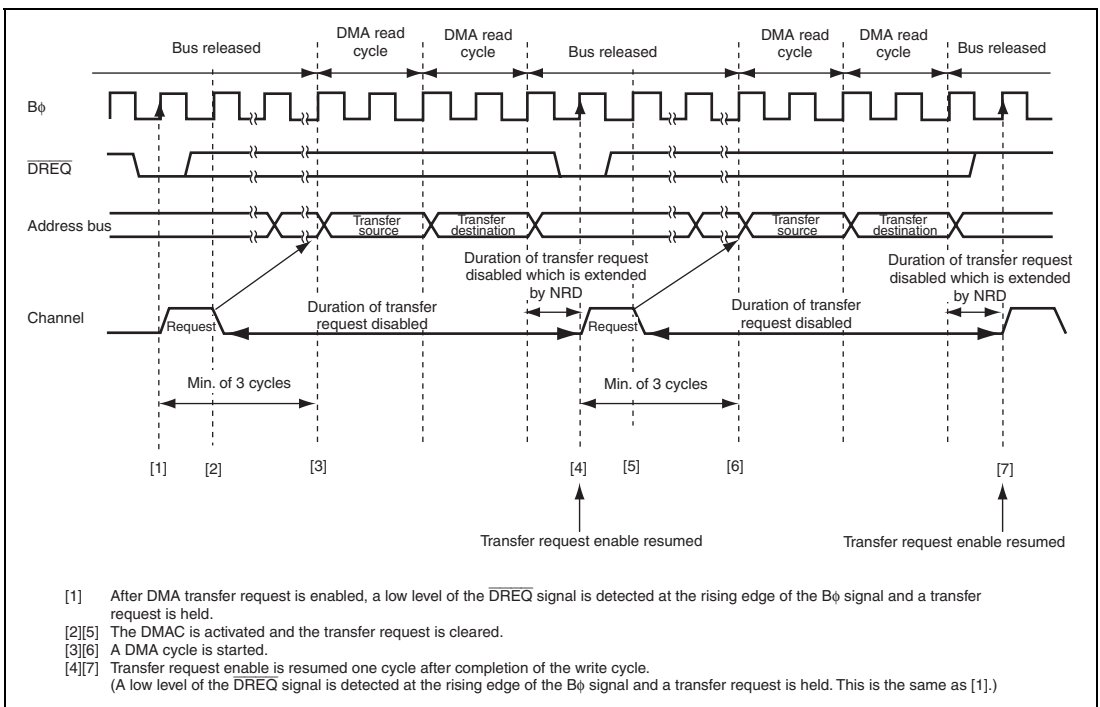 Bus released
DMA read
cycle
DMA read
cycle
Bus released
DMA read
cycle
DMA read
cycle
Bus released
Bφ
DREQ
Address bus
Transfer
source
Transfer
destination
Transfer
source
Transfer
destination
Duration of transfer request
disabled which is extended
by NRD
Duration of transfer request
disabled which is extended
by NRD
Channel
Request
Duration of transfer
request disabled
Request
Duration of transfer
request disabled
Min. of 3 cycles
Min. of 3 cycles
[1] [2] [3] [4] [5] [6] [7]
Transfer request enable resumed
Transfer request enable resumed
[1] After DMA transfer request is enabled, a low level of the DREQ signal is detected at the rising edge of the Bφ signal and a transfer
request is held.
[2][5] The DMAC is activated and the transfer request is cleared.
[3][6] A DMA cycle is started.
[4][7] Transfer request enable is resumed one cycle after completion of the write cycle.
(A low level of the DREQ signal is detected at the rising edge of the Bφ signal and a transfer request is held. This is the same as [1].)